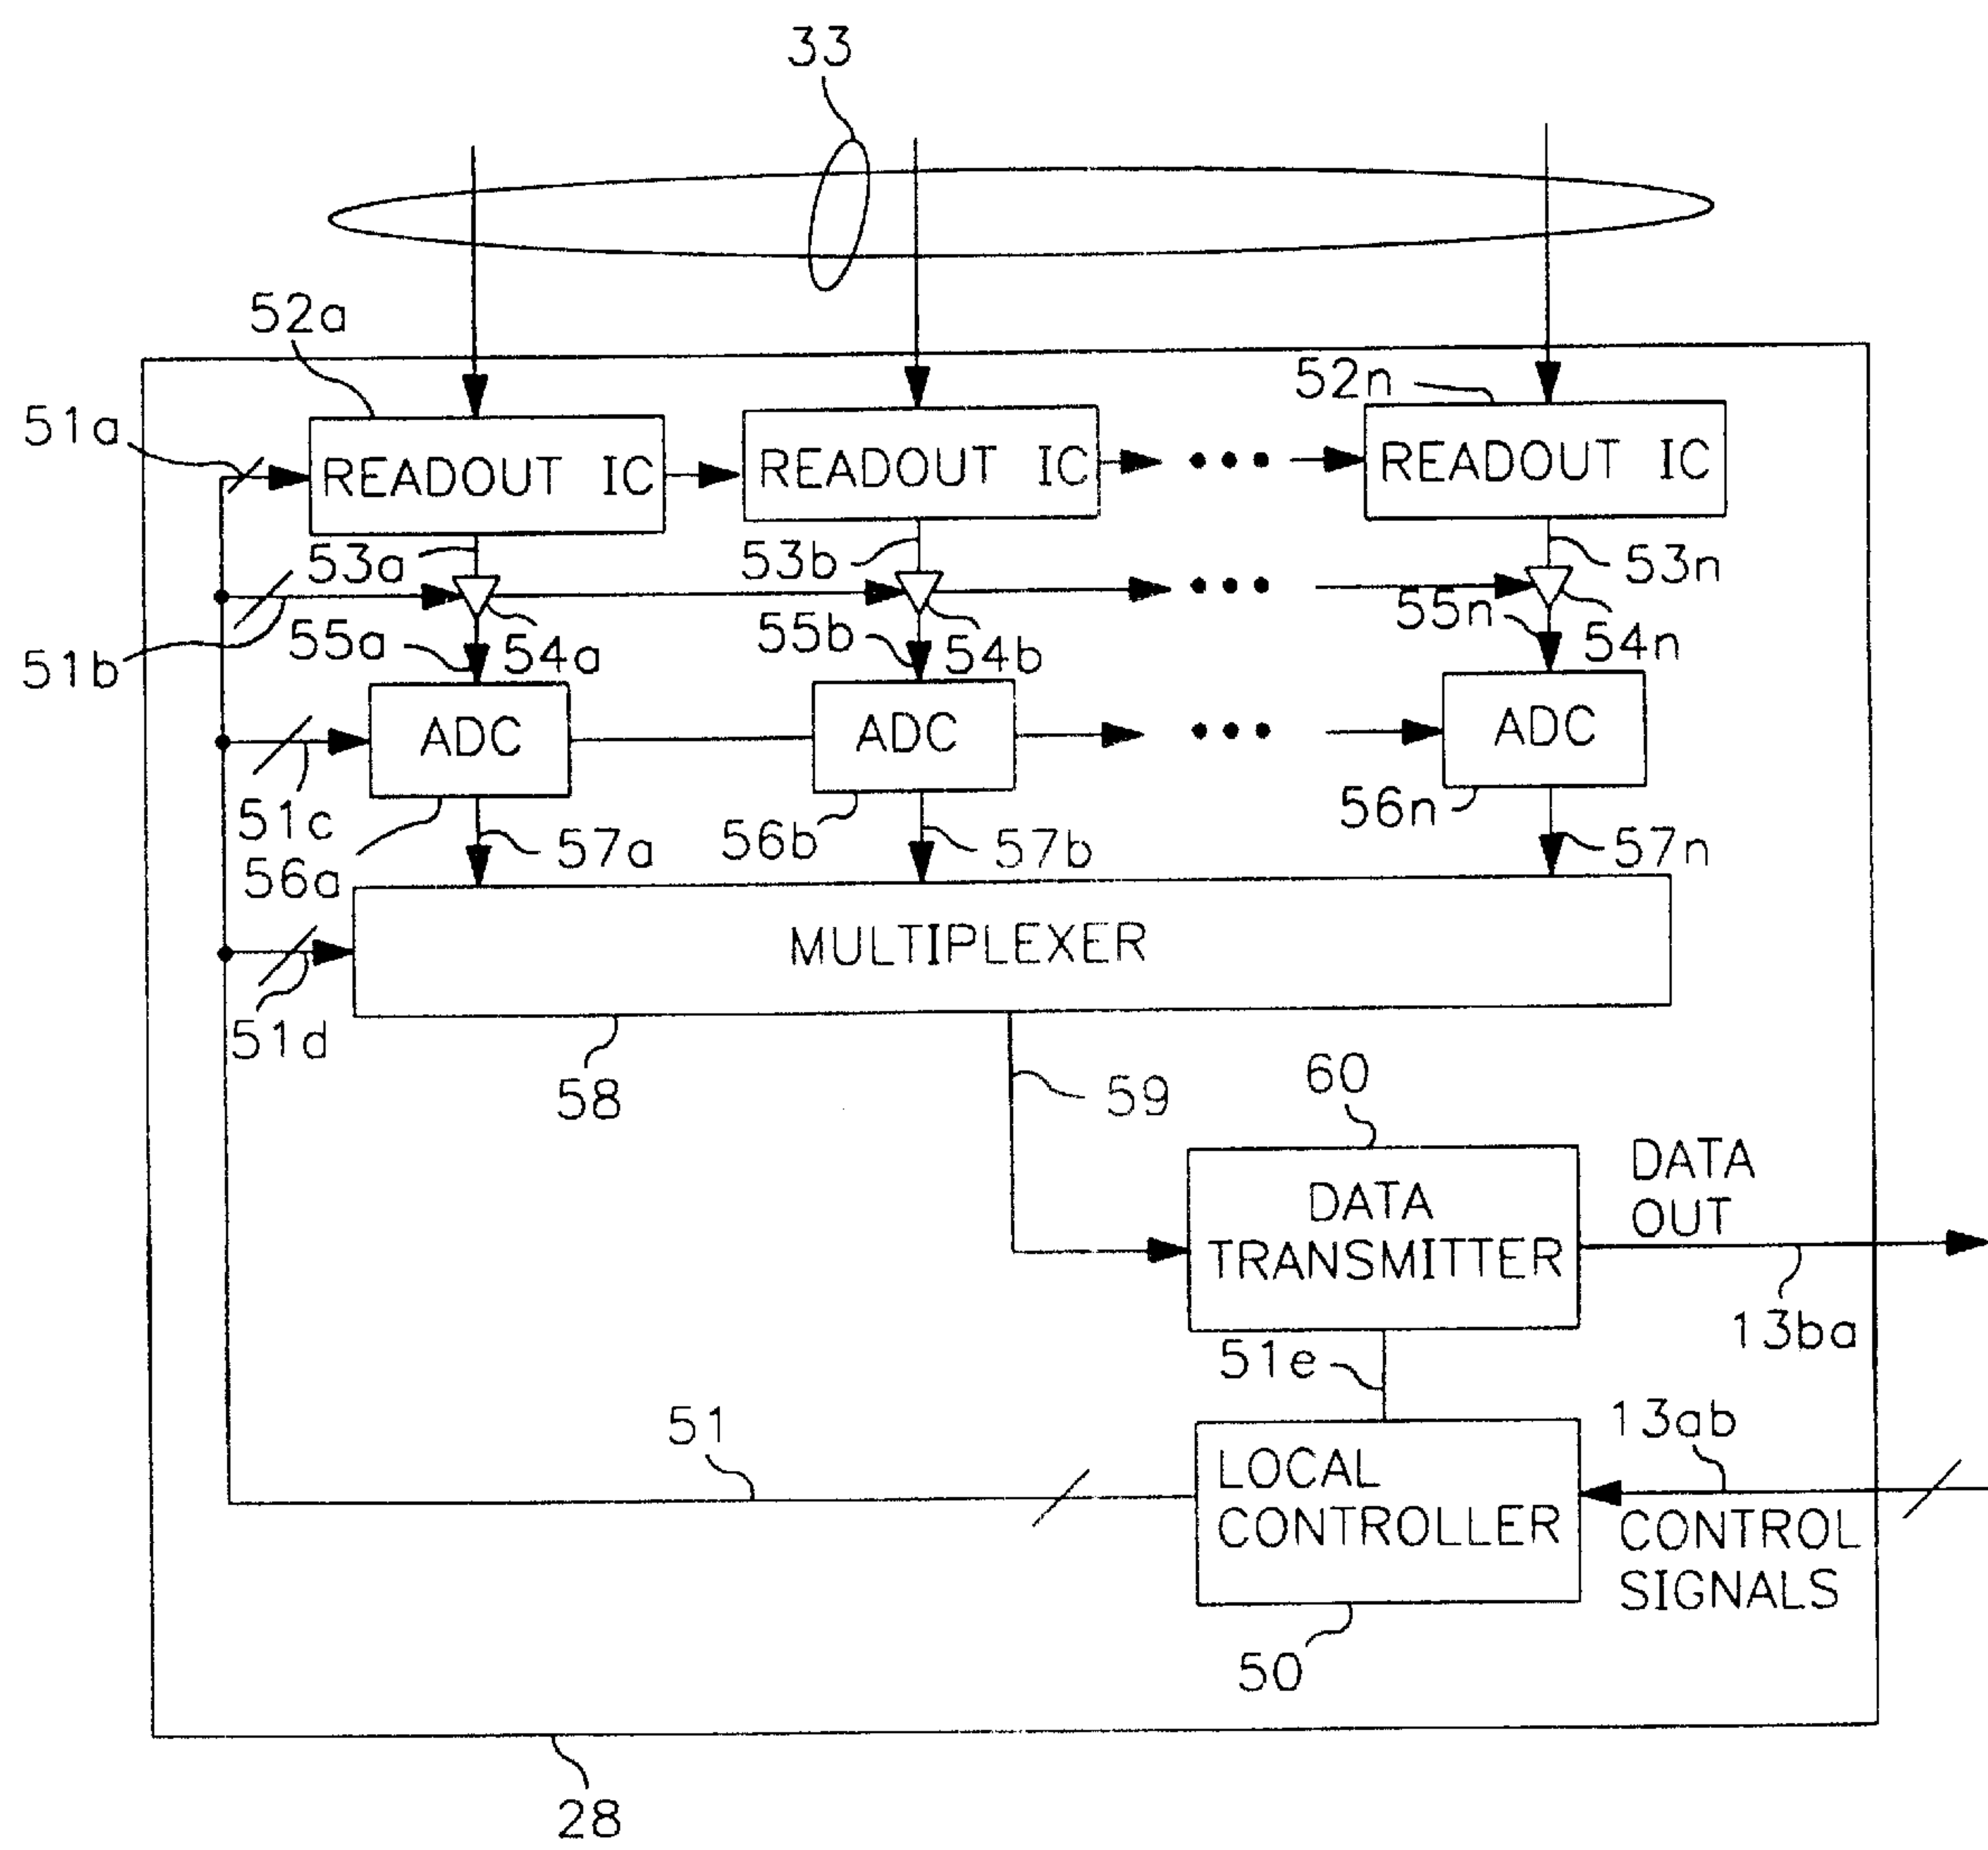 33
52a
52n
51a
READOUT IC
READOUT IC
READOUT IC
53a
53b
53n
51b
55a
54a
55b
54b
55n
54n
ADC
ADC
ADC
51c
56a
57a
56b
57b
56n
57n
MULTIPLEXER
51d
58
59
60
DATA
TRANSMITTER
DATA
OUT
13ba
51e
51
13ab
LOCAL
CONTROLLER
CONTROL
SIGNALS
50
28